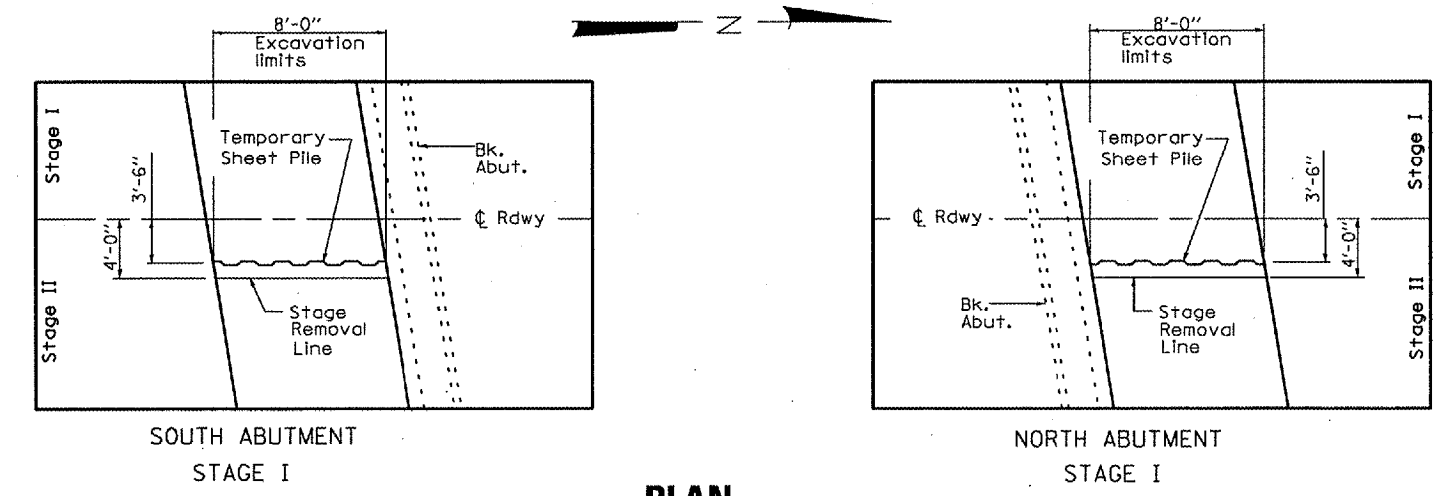 8'-0"
Excavation
limits
Z
8'-0"
Excavation
limits
Stage I
Temporary
Sheet Pile
3'-6"
Bk.
Abut.
℄ Rdwy
4'-0"
Stage II
Stage
Removal
Line
Temporary
Sheet Pile
Stage I
3'-6"
℄ Rdwy
4'-0"
Bk.
Abut.
Stage
Removal
Line
Stage II
SOUTH ABUTMENT
STAGE I
NORTH ABUTMENT
STAGE I
PLAN